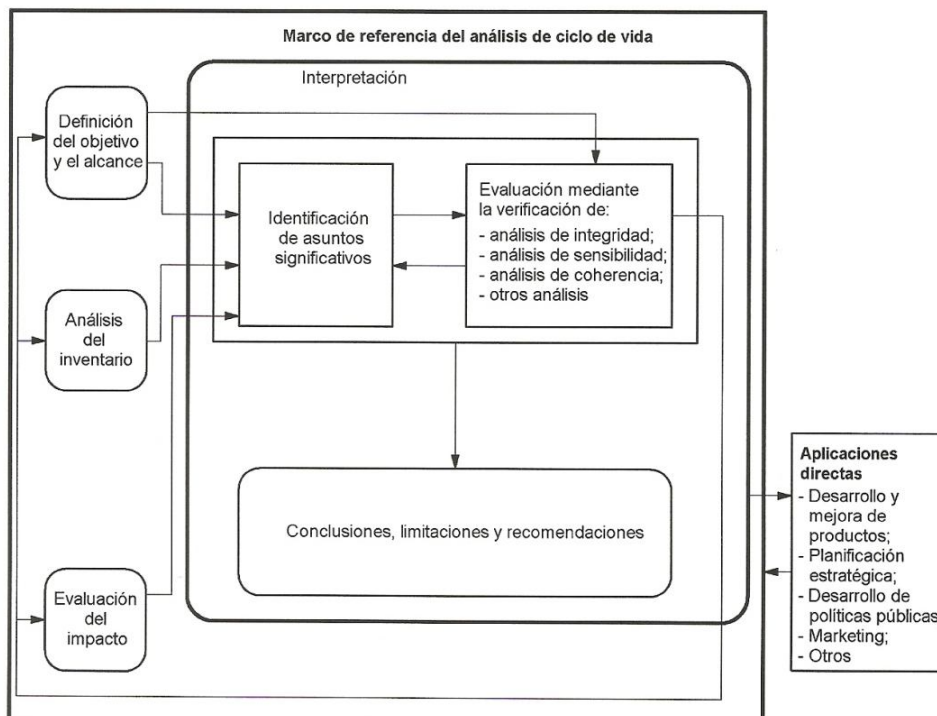 Marco de referencia del análisis de ciclo de vida
Interpretación
Definición
del objetivo
y el alcance
Identificación
de asuntos
significativos
Evaluación mediante
la verificación de:
- análisis de integridad;
- análisis de sensibilidad;
- análisis de coherencia;
- otros análisis
Análisis
del
inventario
Conclusiones, limitaciones y recomendaciones
Evaluación
del
impacto
Aplicaciones
directas
- Desarrollo y
mejora de
productos;
- Planificación
estratégica;
- Desarrollo de
políticas públicas
- Marketing;
- Otros